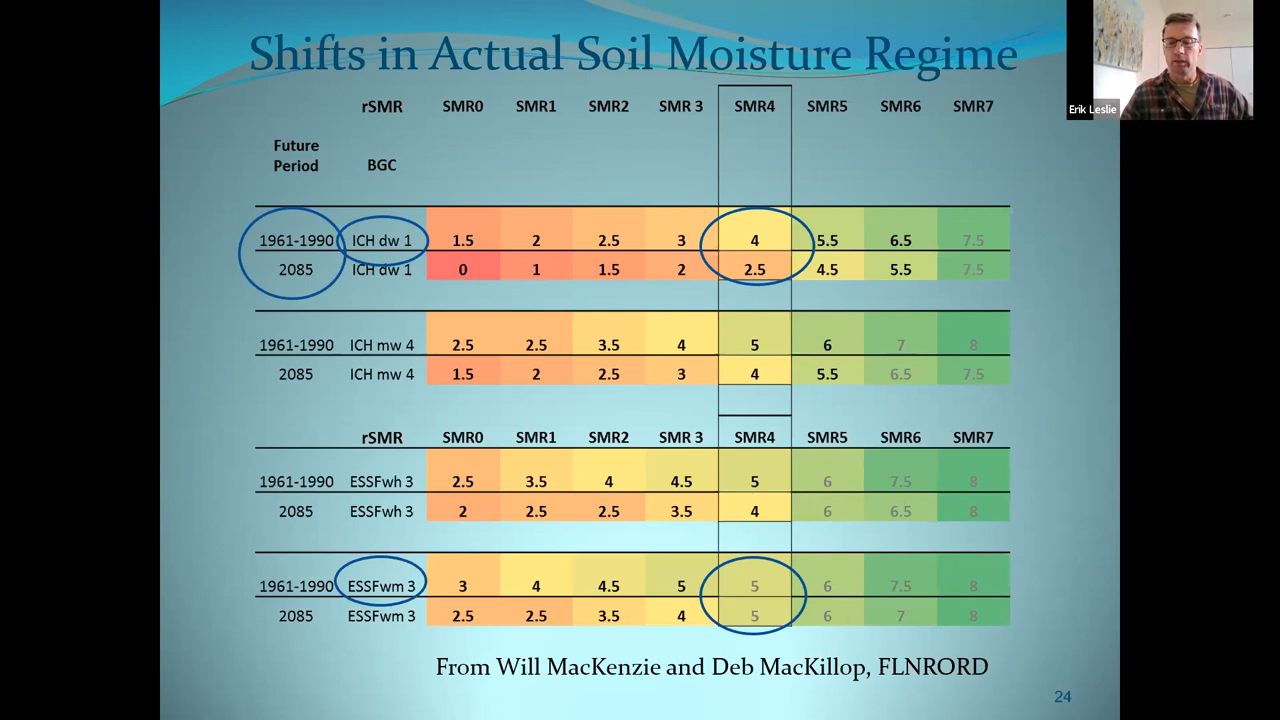 Shifts in Actual Soil Moisture Regime
Erik Leslie
rSMR SMR0 SMR1 SMR2 SMR 3 SMR4 SMR5 SMR6 SMR7
Future
Period BGC
1961-1990 ICH dw 1 1.5 2 2.5 3 4 5.5 6.5 7.5
2085 ICH dw 1 0 1 1.5 2 2.5 4.5 5.5 7.5
1961-1990 ICH mw 4 2.5 2.5 3.5 4 5 6 7 8
2085 ICH mw 4 1.5 2 2.5 3 4 5.5 6.5 7.5
rSMR SMR0 SMR1 SMR2 SMR 3 SMR4 SMR5 SMR6 SMR7
1961-1990 ESSFwh 3 2.5 3.5 4 4.5 5 6 7.5 8
2085 ESSFwh 3 2 2.5 2.5 3.5 4 6 6.5 8
1961-1990 ESSFwm 3 3 4 4.5 5 5 6 7.5 8
2085 ESSFwm 3 2.5 2.5 3.5 4 5 6 7 8
From Will MacKenzie and Deb MacKillop, FLNRORD
24